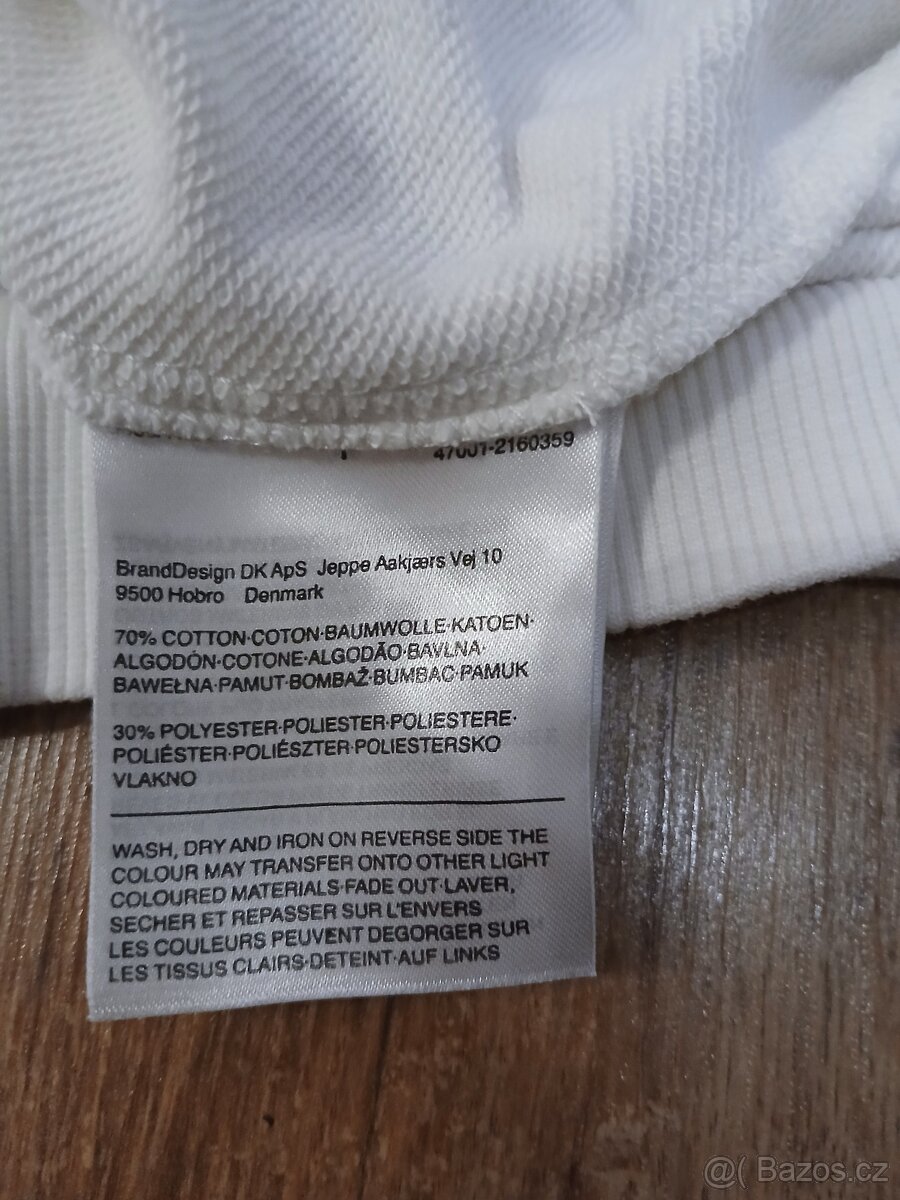 47001-2160359
BrandDesign DK ApS Jeppe Aakjærs Vej 10
9500 Hobro Denmark
70% COTTON·COTON·BAUMWOLLE·KATOEN·
ALGODÓN·COTONE·ALGODÃO·BAVLNA·
BAWEŁNA·PAMUT·BOMBAŽ·BUMBAC·PAMUK
30% POLYESTER·POLIESTER·POLIESTERE·
POLIÉSTER·POLIÉSZTER·POLIESTERSKO
VLAKNO
WASH, DRY AND IRON ON REVERSE SIDE THE
COLOUR MAY TRANSFER ONTO OTHER LIGHT
COLOURED MATERIALS·FADE OUT·LAVER,
SECHER ET REPASSER SUR L'ENVERS
LES COULEURS PEUVENT DEGORGER SUR
LES TISSUS CLAIRS·DETEINT·AUF LINKS
@( Bazos.cz